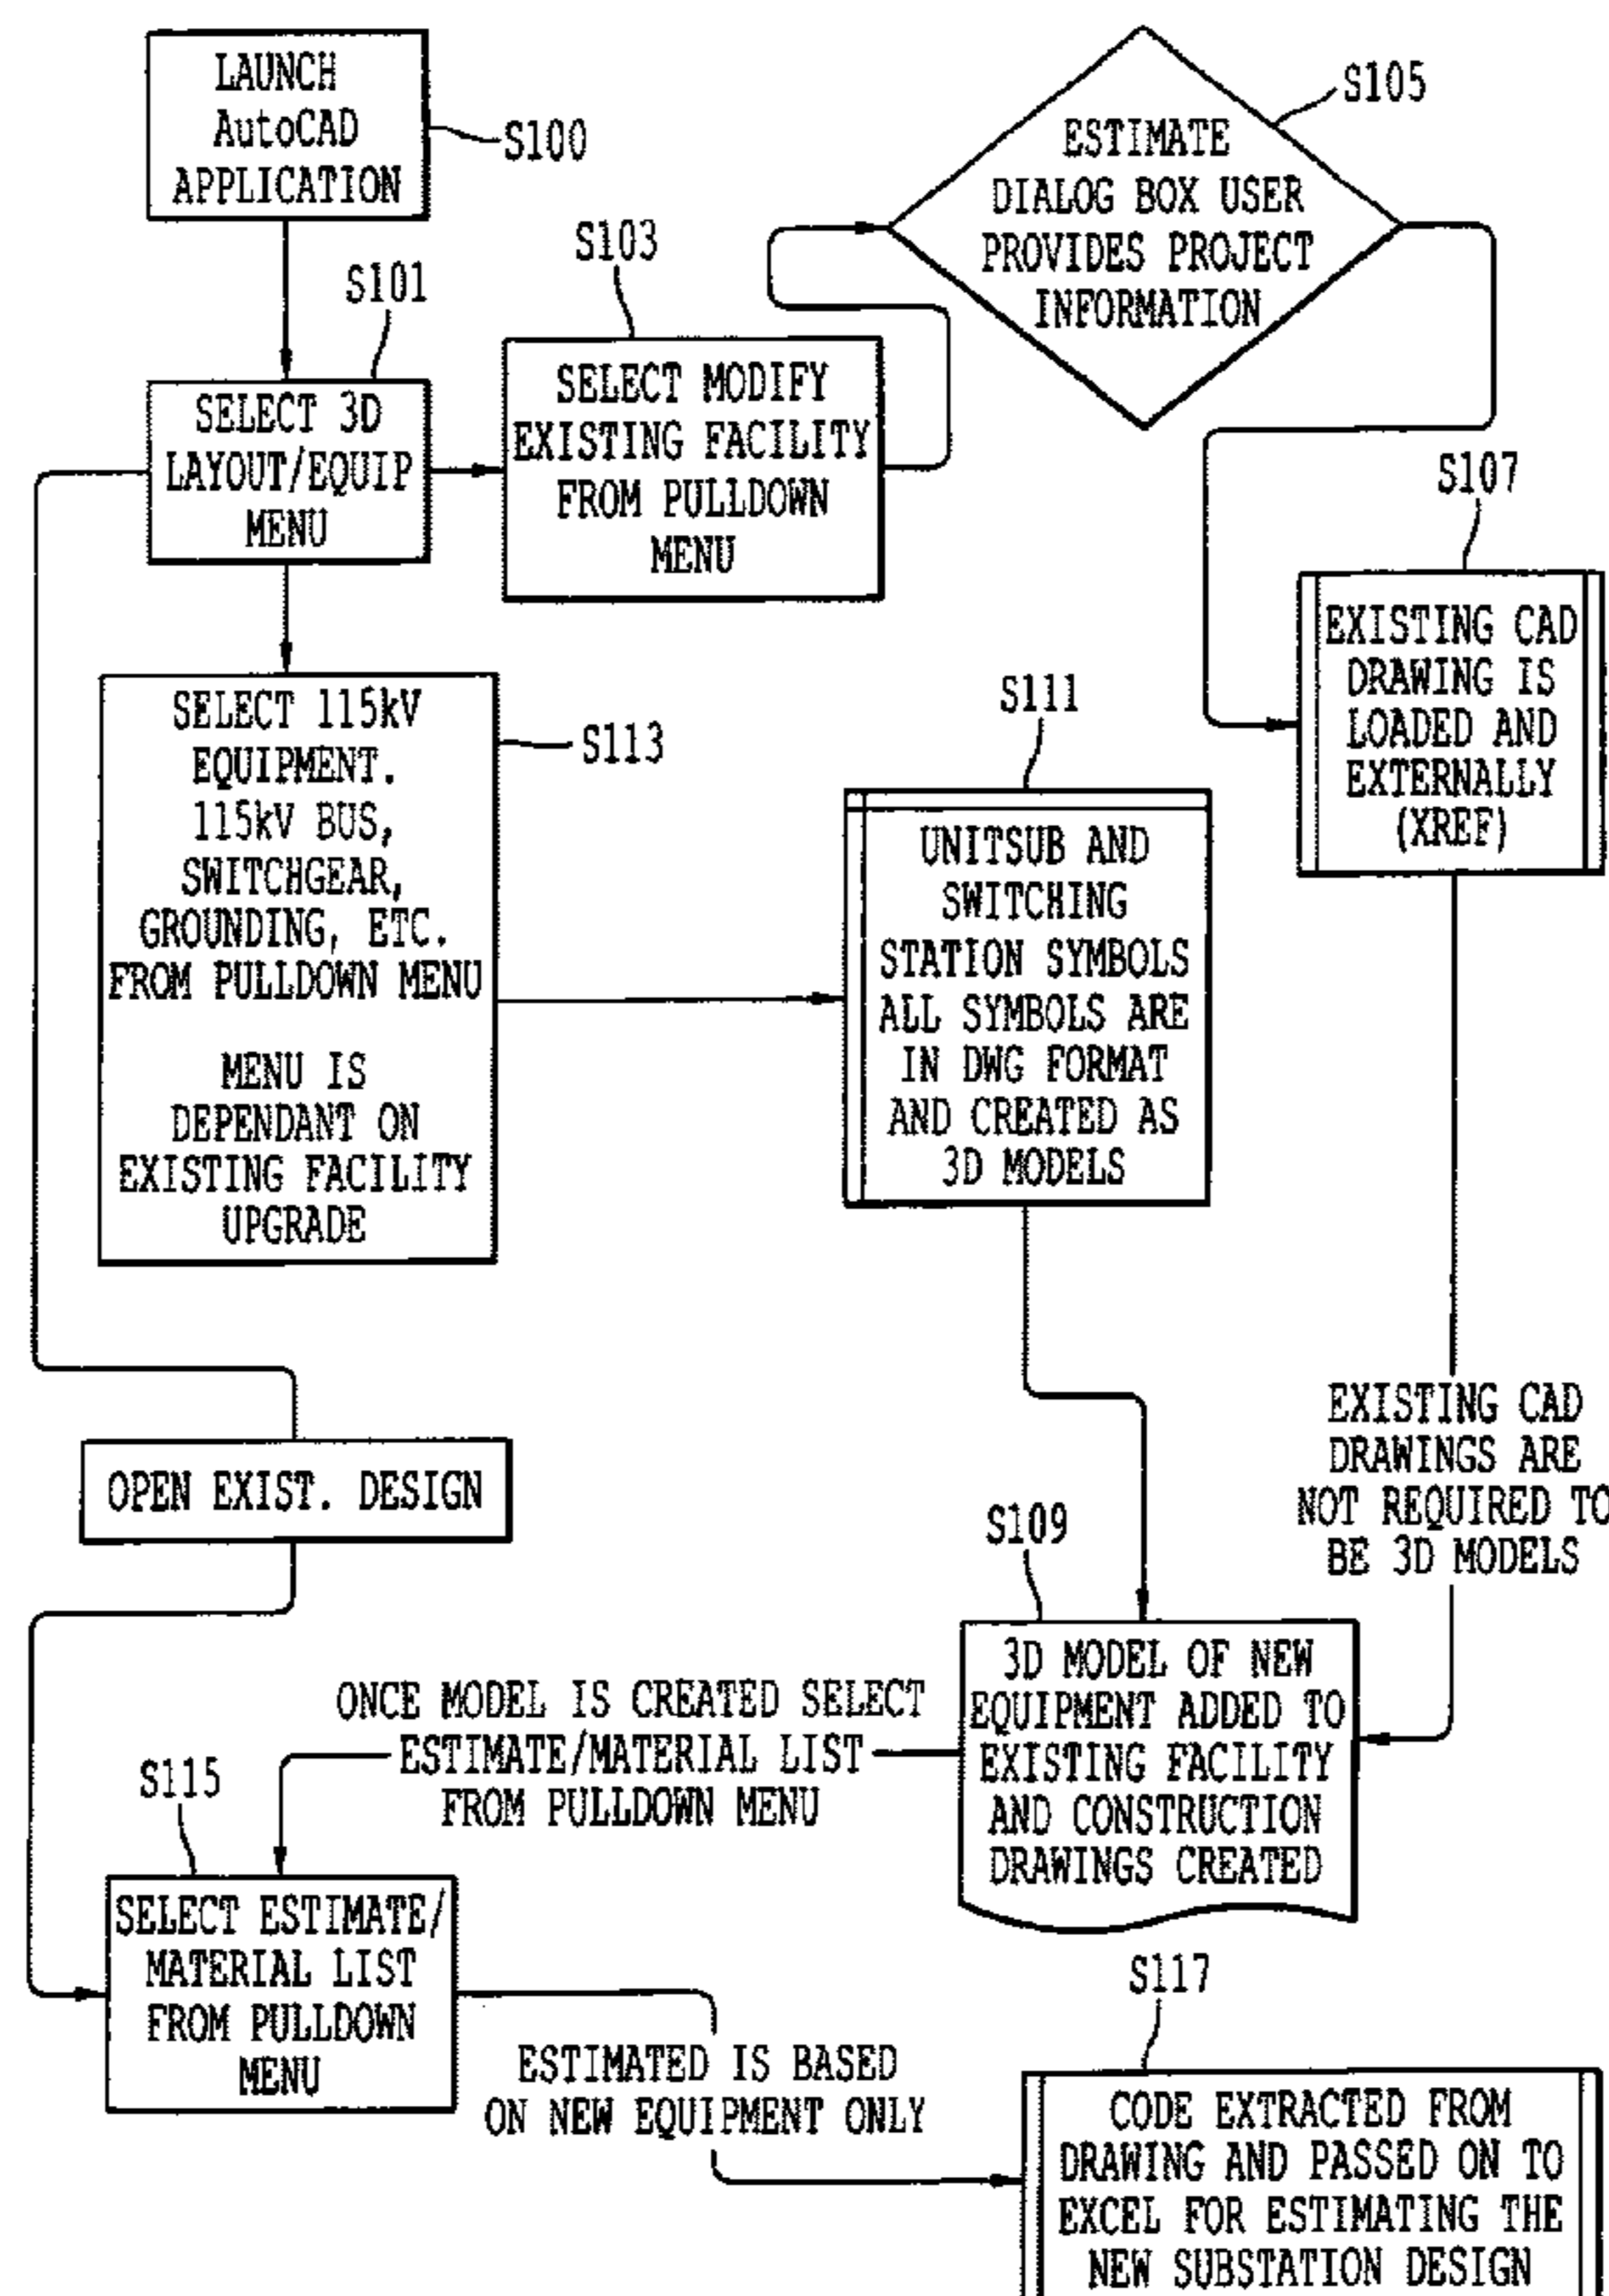 LAUNCH
AutoCAD
APPLICATION
S100
S105
ESTIMATE
DIALOG BOX USER
PROVIDES PROJECT
INFORMATION
S103
SELECT MODIFY
EXISTING FACILITY
FROM PULLDOWN
MENU
S101
SELECT 3D
LAYOUT/EQUIP
MENU
S107
EXISTING CAD
DRAWING IS
LOADED AND
EXTERNALLY
(XREF)
S113
SELECT 115kV
EQUIPMENT.
115kV BUS,
SWITCHGEAR,
GROUNDING, ETC.
FROM PULLDOWN MENU
MENU IS
DEPENDANT ON
EXISTING FACILITY
UPGRADE
S111
UNITSUB AND
SWITCHING
STATION SYMBOLS
ALL SYMBOLS ARE
IN DWG FORMAT
AND CREATED AS
3D MODELS
EXISTING CAD
DRAWINGS ARE
NOT REQUIRED TO
BE 3D MODELS
OPEN EXIST. DESIGN
S109
3D MODEL OF NEW
EQUIPMENT ADDED TO
EXISTING FACILITY
AND CONSTRUCTION
DRAWINGS CREATED
ONCE MODEL IS CREATED SELECT
ESTIMATE/MATERIAL LIST
FROM PULLDOWN MENU
S115
SELECT ESTIMATE/
MATERIAL LIST
FROM PULLDOWN
MENU
ESTIMATED IS BASED
ON NEW EQUIPMENT ONLY
S117
CODE EXTRACTED FROM
DRAWING AND PASSED ON TO
EXCEL FOR ESTIMATING THE
NEW SUBSTATION DESIGN